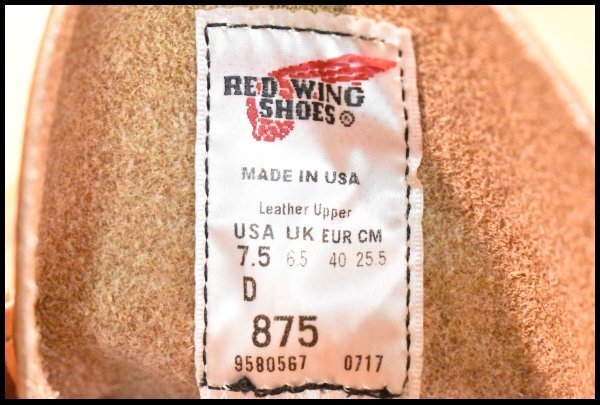 RED WING
SHOES®
MADE IN USA
Leather Upper
USA UK EUR CM
7.5 6.5 40 25.5
D
875
9580567 0717